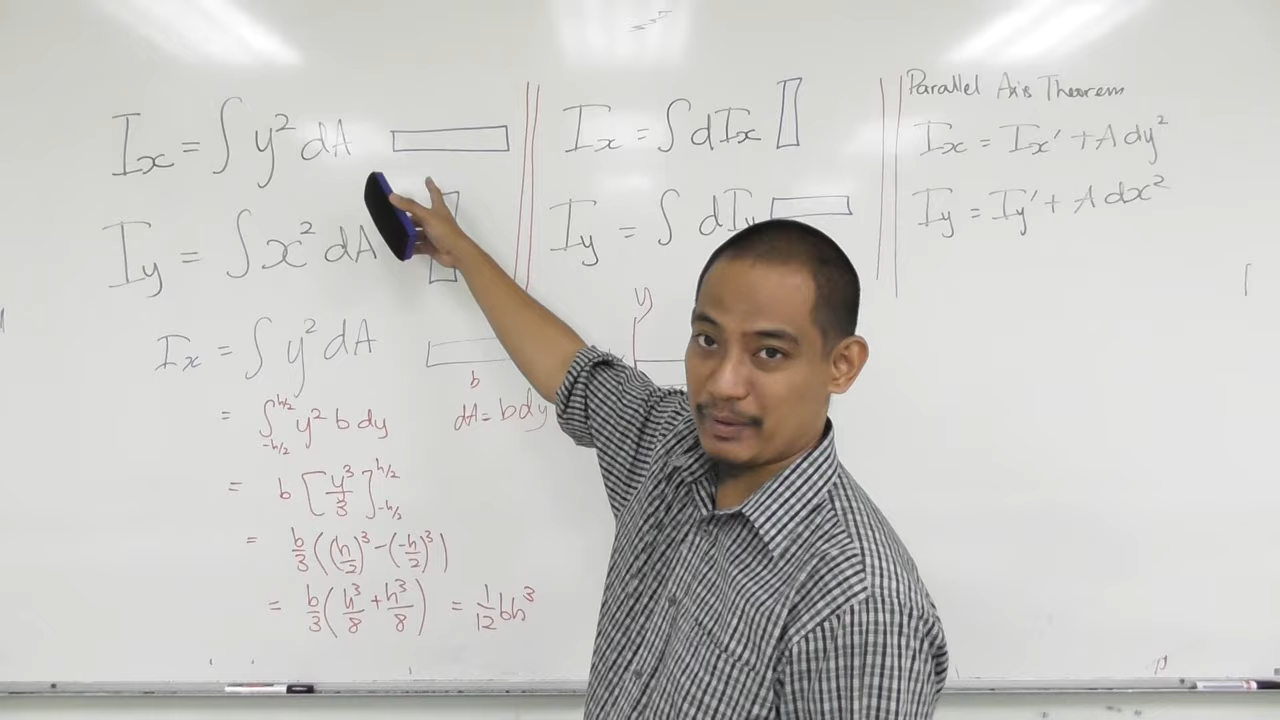 Ix = ∫ y² dA
Iy = ∫ x² dA
Ix = ∫ y² dA
b
dA = b dy
= ∫_{-h/2}^{h/2} y² b dy
= b [y³/3]_{-h/2}^{h/2}
= b/3 ((h/2)³ - (-h/2)³)
= b/3 (h³/8 + h³/8) = 1/12 bh³
Ix = ∫ dIx
Iy = ∫ dIy
y
Parallel Axis Theorem
Ix = Ix' + A dy²
Iy = Iy' + A dx²